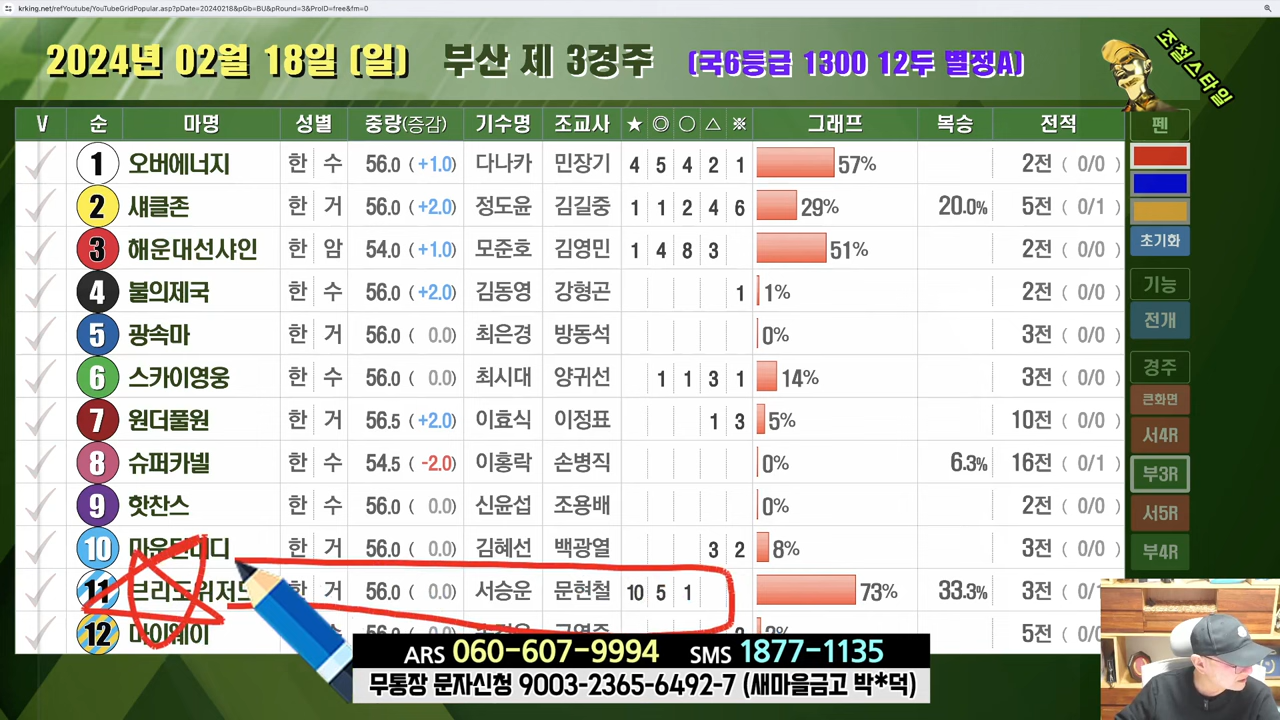 krking.net/refYoutube/YouTubeGridPopular.asp?pDate=20240218&pGb=BU&pRound=3&ProID=free&fm=0
2024년 02월 18일 (일) 부산 제 3경주 (국6등급 1300 12두 별정A)
조철스타일
V 순 마명 성별 중량(증감) 기수명 조교사 ★ ◎ ○ △ ※ 그래프 복승 전적 펜
1 오버에너지 한 수 56.0 (+1.0) 다나카 민장기 4 5 4 2 1 57% 2전 ( 0/0 )
2 섀클존 한 거 56.0 (+2.0) 정도윤 김길중 1 1 2 4 6 29% 20.0% 5전 ( 0/1 )
3 해운대선샤인 한 암 54.0 (+1.0) 모준호 김영민 1 4 8 3 51% 2전 ( 0/0 )
초기화
4 불의제국 한 수 56.0 (+2.0) 김동영 강형곤 1 1% 2전 ( 0/0 )
기능
5 광속마 한 거 56.0 ( 0.0) 최은경 방동석 0% 3전 ( 0/0 )
전개
6 스카이영웅 한 수 56.0 ( 0.0) 최시대 양귀선 1 1 3 1 14% 3전 ( 0/0 )
경주
큰화면
7 원더풀원 한 거 56.5 (+2.0) 이효식 이정표 1 3 5% 10전 ( 0/0 )
서4R
8 슈퍼카넬 한 수 54.5 ( -2.0) 이홍락 손병직 0% 6.3% 16전 ( 0/1 )
부3R
9 핫찬스 한 수 56.0 ( 0.0) 신윤섭 조용배 0% 2전 ( 0/0 )
서5R
10 한 거 56.0 ( 0.0) 김혜선 백광열 3 2 8% 3전 ( 0/0 )
부4R
11 한 거 56.0 ( 0.0) 서승운 문현철 10 5 1 73% 33.3% 3전 ( 0/0
12 마이웨이 5전 ( 0/0
ARS 060-607-9994 SMS 1877-1135
무통장 문자신청 9003-2365-6492-7 (새마을금고 박*덕)